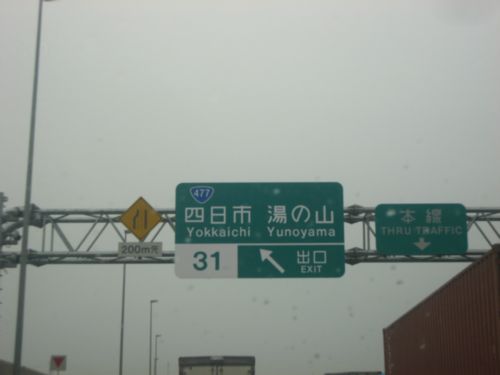 477
四日市 湯の山
Yokkaichi Yunoyama
31
出口
EXIT
本線
THRU TRAFFIC
200m先